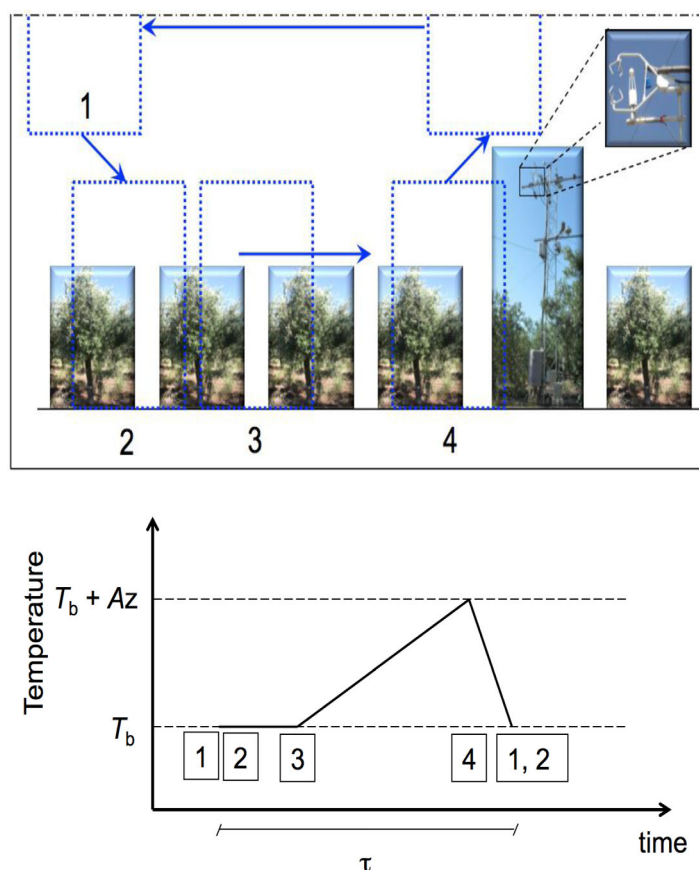 1
2 3 4
Temperature
T_b + Az
T_b
1 2 3 4 1, 2
time
τ